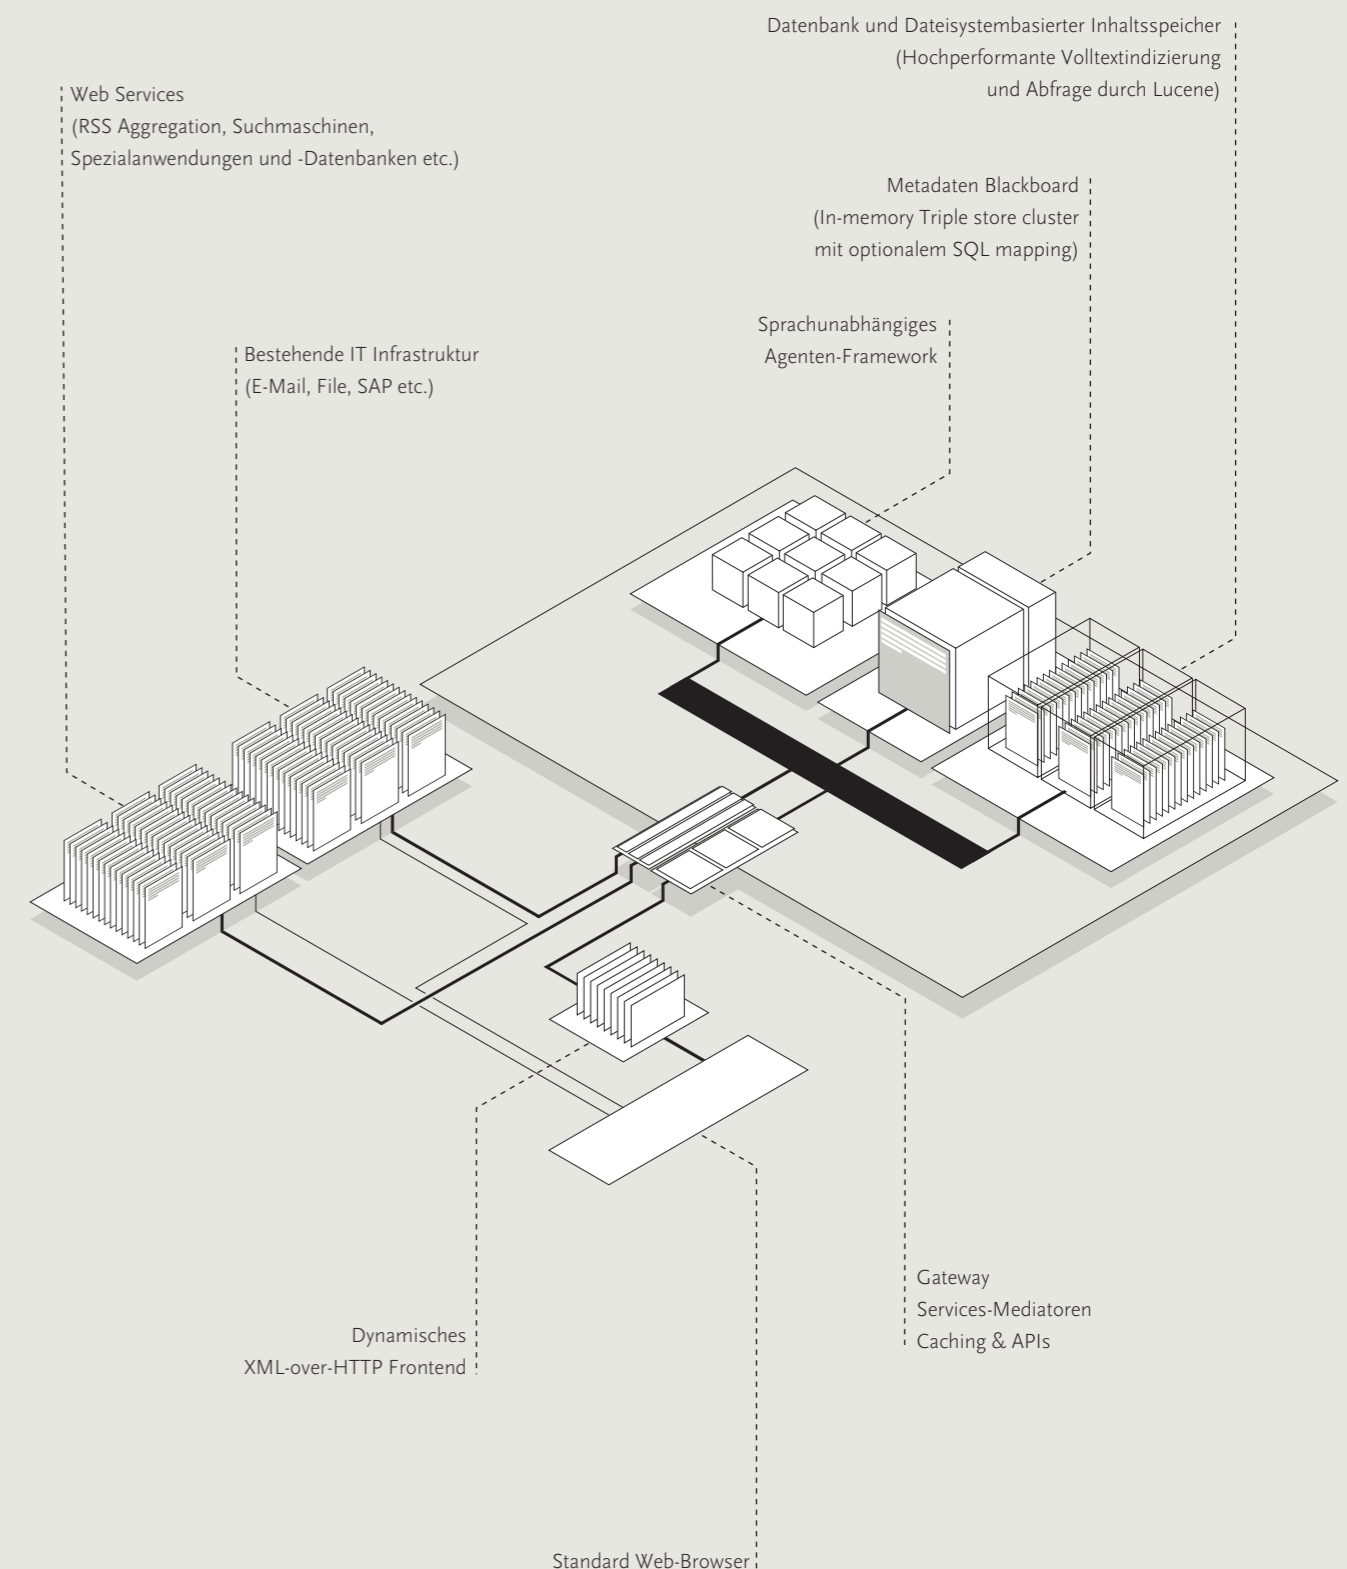 Datenbank und Dateisystembasierter Inhaltsspeicher
(Hochperformante Volltextindizierung
und Abfrage durch Lucene)
Web Services
(RSS Aggregation, Suchmaschinen,
Spezialanwendungen und -Datenbanken etc.)
Metadaten Blackboard
(In-memory Triple store cluster
mit optionalem SQL mapping)
Sprachunabhängiges
Agenten-Framework
Bestehende IT Infrastruktur
(E-Mail, File, SAP etc.)
Gateway
Services-Mediatoren
Caching & APIs
Dynamisches
XML-over-HTTP Frontend
Standard Web-Browser